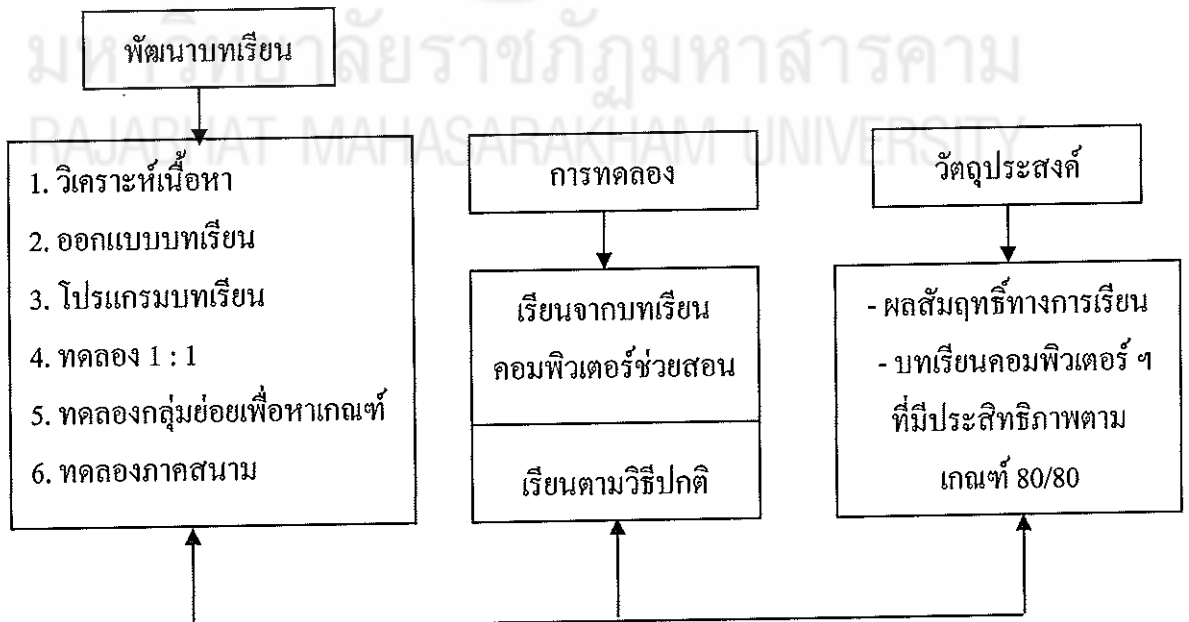 มหาวิทยาลัยราชภัฏมหาสารคาม
RAJABHAT MAHASARAKHAM UNIVERSITY
พัฒนาบทเรียน
1. วิเคราะห์เนื้อหา
2. ออกแบบบทเรียน
3. โปรแกรมบทเรียน
4. ทดลอง 1 : 1
5. ทดลองกลุ่มย่อยเพื่อหาเกณฑ์
6. ทดลองภาคสนาม
การทดลอง
เรียนจากบทเรียน
คอมพิวเตอร์ช่วยสอน
เรียนตามวิธีปกติ
วัตถุประสงค์
- ผลสัมฤทธิ์ทางการเรียน
- บทเรียนคอมพิวเตอร์ ฯ
ที่มีประสิทธิภาพตาม
เกณฑ์ 80/80